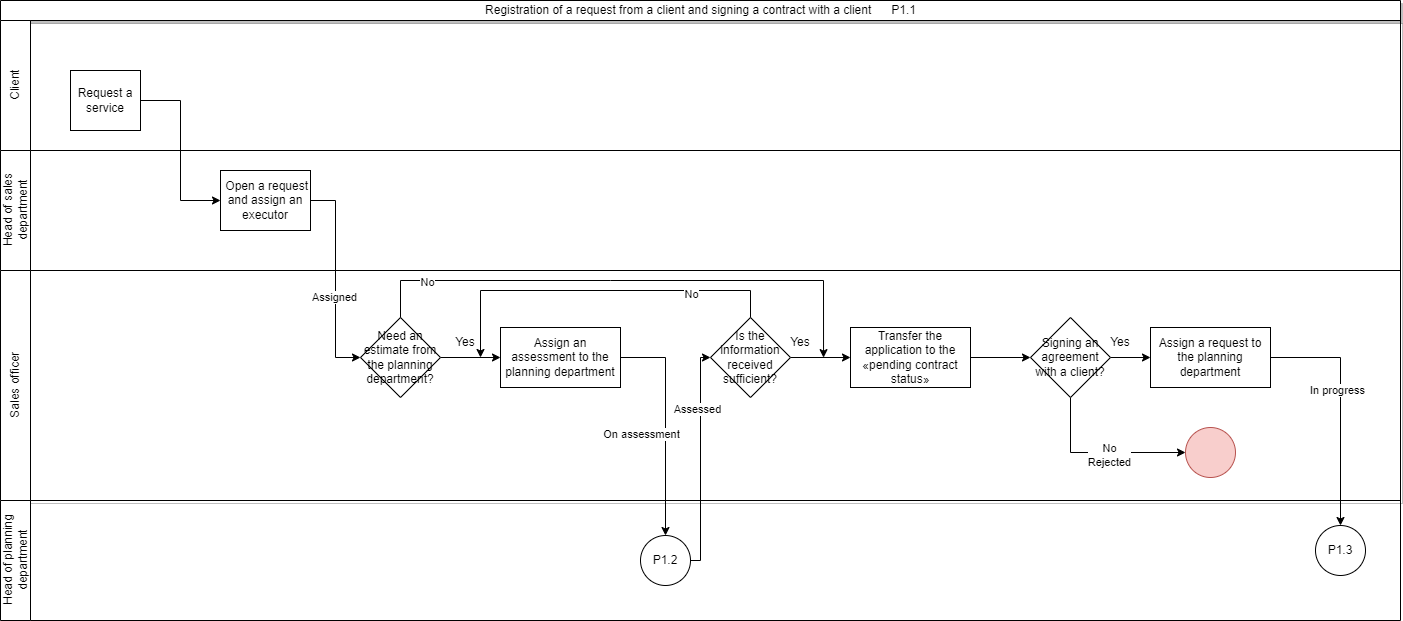 Registration of a request from a client and signing a contract with a client P1.1
Client
Request a
service
Head of sales
department
Open a request
and assign an
executor
Sales officer
Assigned
No
Need an
estimate from
the planning
department?
Yes
Assign an
assessment to the
planning department
On assessment
No
Is the
information
received
sufficient?
Assessed
Yes
Transfer the
application to the
«pending contract
status»
Signing an
agreement
with a client?
Yes
No
Rejected
Assign a request to
the planning
department
In progress
Head of planning
department
P1.2
P1.3